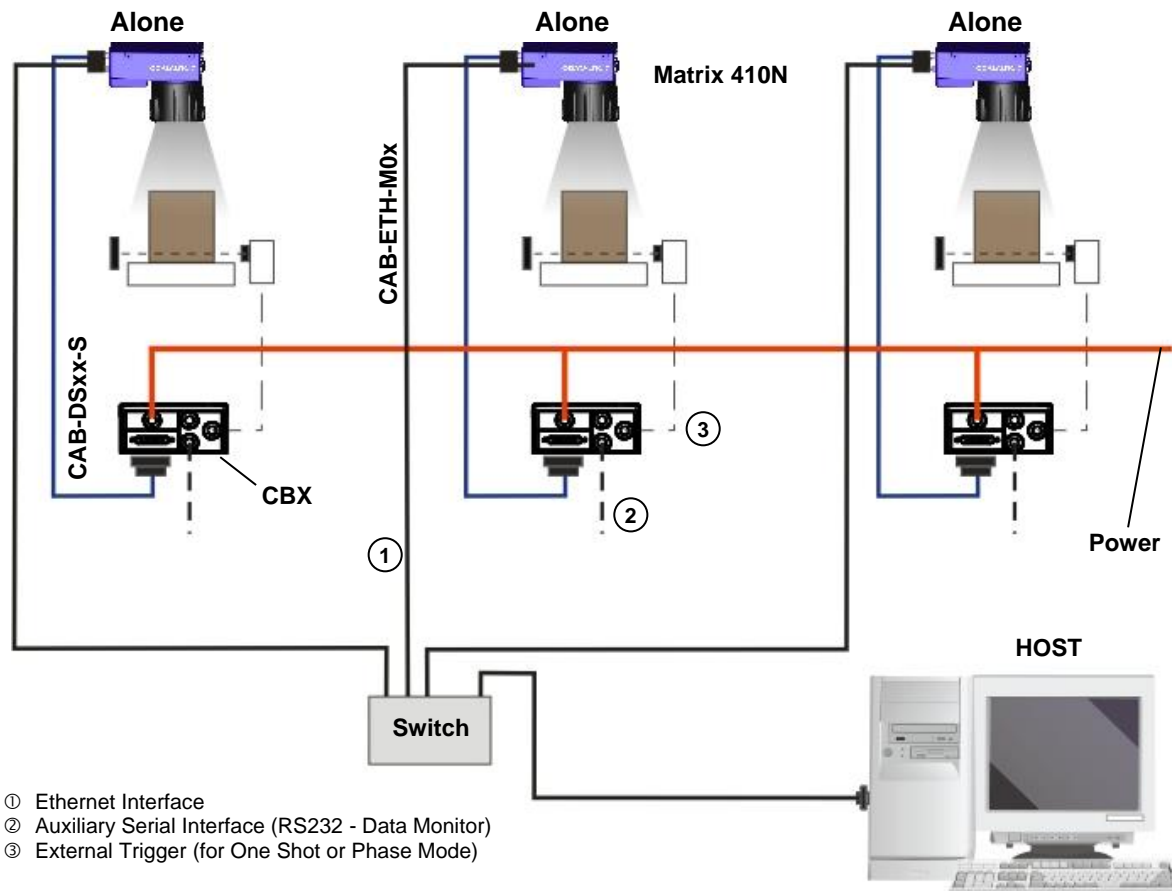 Alone
Alone
Alone
Matrix 410N
CAB-ETH-M0x
CAB-DSxx-S
3
CBX
2
1
Power
HOST
Switch
① Ethernet Interface
② Auxiliary Serial Interface (RS232 - Data Monitor)
③ External Trigger (for One Shot or Phase Mode)